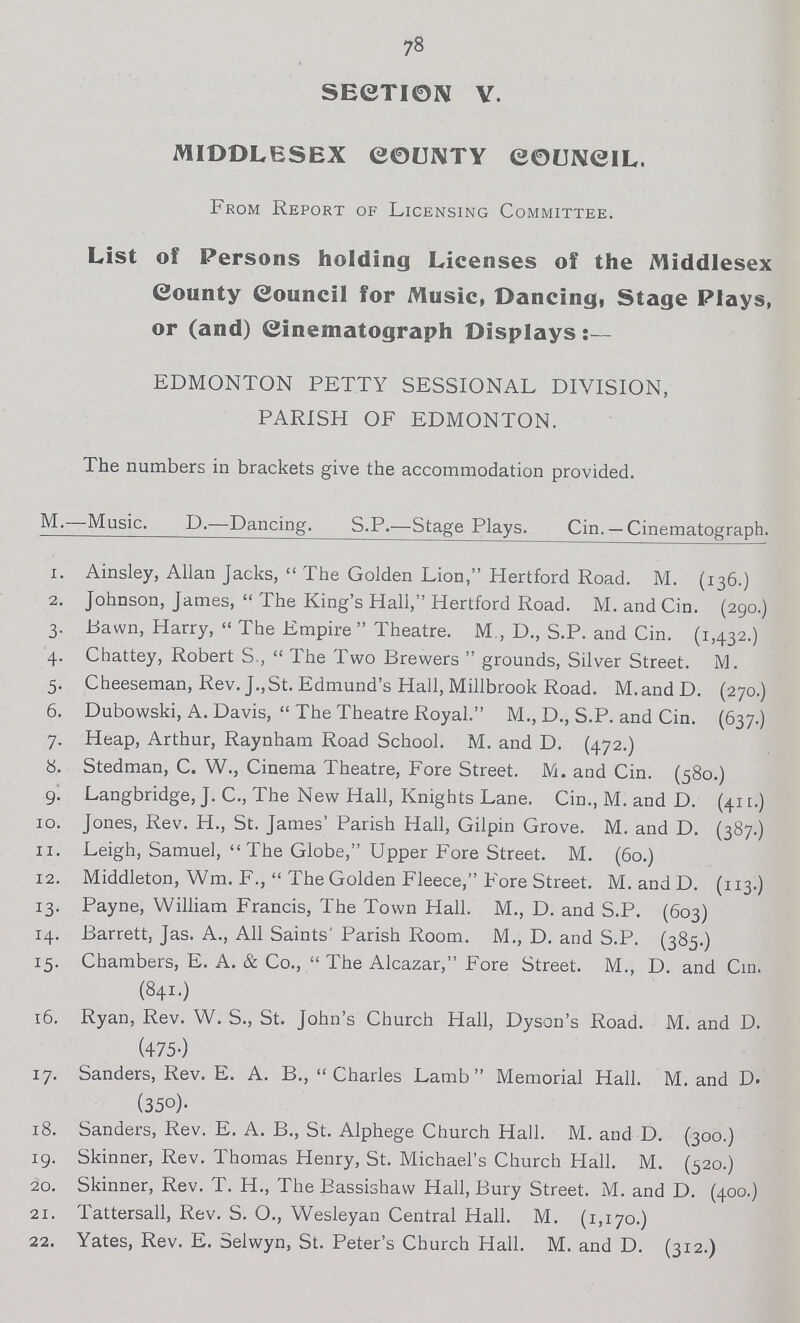 78
SECTION V.
MIDDLESEX COUNTY COUNCIL.
From Report of Licensing Committee.
List of Persons holding Licenses of the Middlesex
County Council for Music, Dancing, Stage Plays,
or (and) Cinematograph Displays:—
EDMONTON PETTY SESSIONAL DIVISION,
PARISH OF EDMONTON.
The numbers in brackets give the accommodation provided.
M.—Music. D.—Dancing. S.P.—Stage Plays. Cin.—Cinematograph.
1. Ainsley, Allan Jacks, "The Golden Lion," Hertford Road. M. (136.)
2. Johnson, James, "The King's Hall," Hertford Road. M. and Cin. (290.)
3. Bawn, Harry, "The Empire" Theatre. M., D., S.P. and Cin. (1,432.)
4. Chattey, Robert S., "The Two Brewers" grounds, Silver Street. M.
5. Cheeseman, Rev. J., St. Edmund's Hall, Millbrook Road. M. and D. (270.)
6. Dubowski, A. Davis, "The Theatre Royal." M., D., S.P. and Cin. (637.)
7. Heap, Arthur, Raynham Road School. M. and D. (472.)
8. Stedman, C. W., Cinema Theatre, Fore Street. M. and Cin. (580.)
9. Langbridge, J. C., The New Hall, Knights Lane. Cin., M. and D. (411.)
10. Jones, Rev. H., St. James' Parish Hall, Gilpin Grove. M. and D. (387.)
11. Leigh, Samuel, "The Globe," Upper Fore Street. M. (60.)
12. Middleton, Wm. F., "The Golden Fleece," Fore Street. M. and D. (113.)
13. Payne, William Francis, The Town Hall. M., D. and S.P. (603)
14. Barrett, Jas. A., All Saints' Parish Room. M., D. and S.P. (385.)
15. Chambers, E. A. & Co., "The Alcazar," Fore Street. M., D. and Cin.
(841.)
16. Ryan, Rev. W. S., St. John's Church Hall, Dyson's Road. M. and D.
(475.)
17. Sanders, Rev. E. A. B., "Charles Lamb" Memorial Hall. M. and D.
(350).
18. Sanders, Rev. E. A. B., St. Alphege Church Hall. M. and D. (300.)
19. Skinner, Rev. Thomas Henry, St. Michael's Church Hall. M. (520.)
20. Skinner, Rev. T. H., The Bassishaw Hall, Bury Street. M. and D. (400.)
21. Tattersall, Rev. S. O., Wesleyan Central Hall. M. (1,170.)
22. Yates, Rev. E. Selwyn, St. Peter's Church Hall. M. and D. (312.)